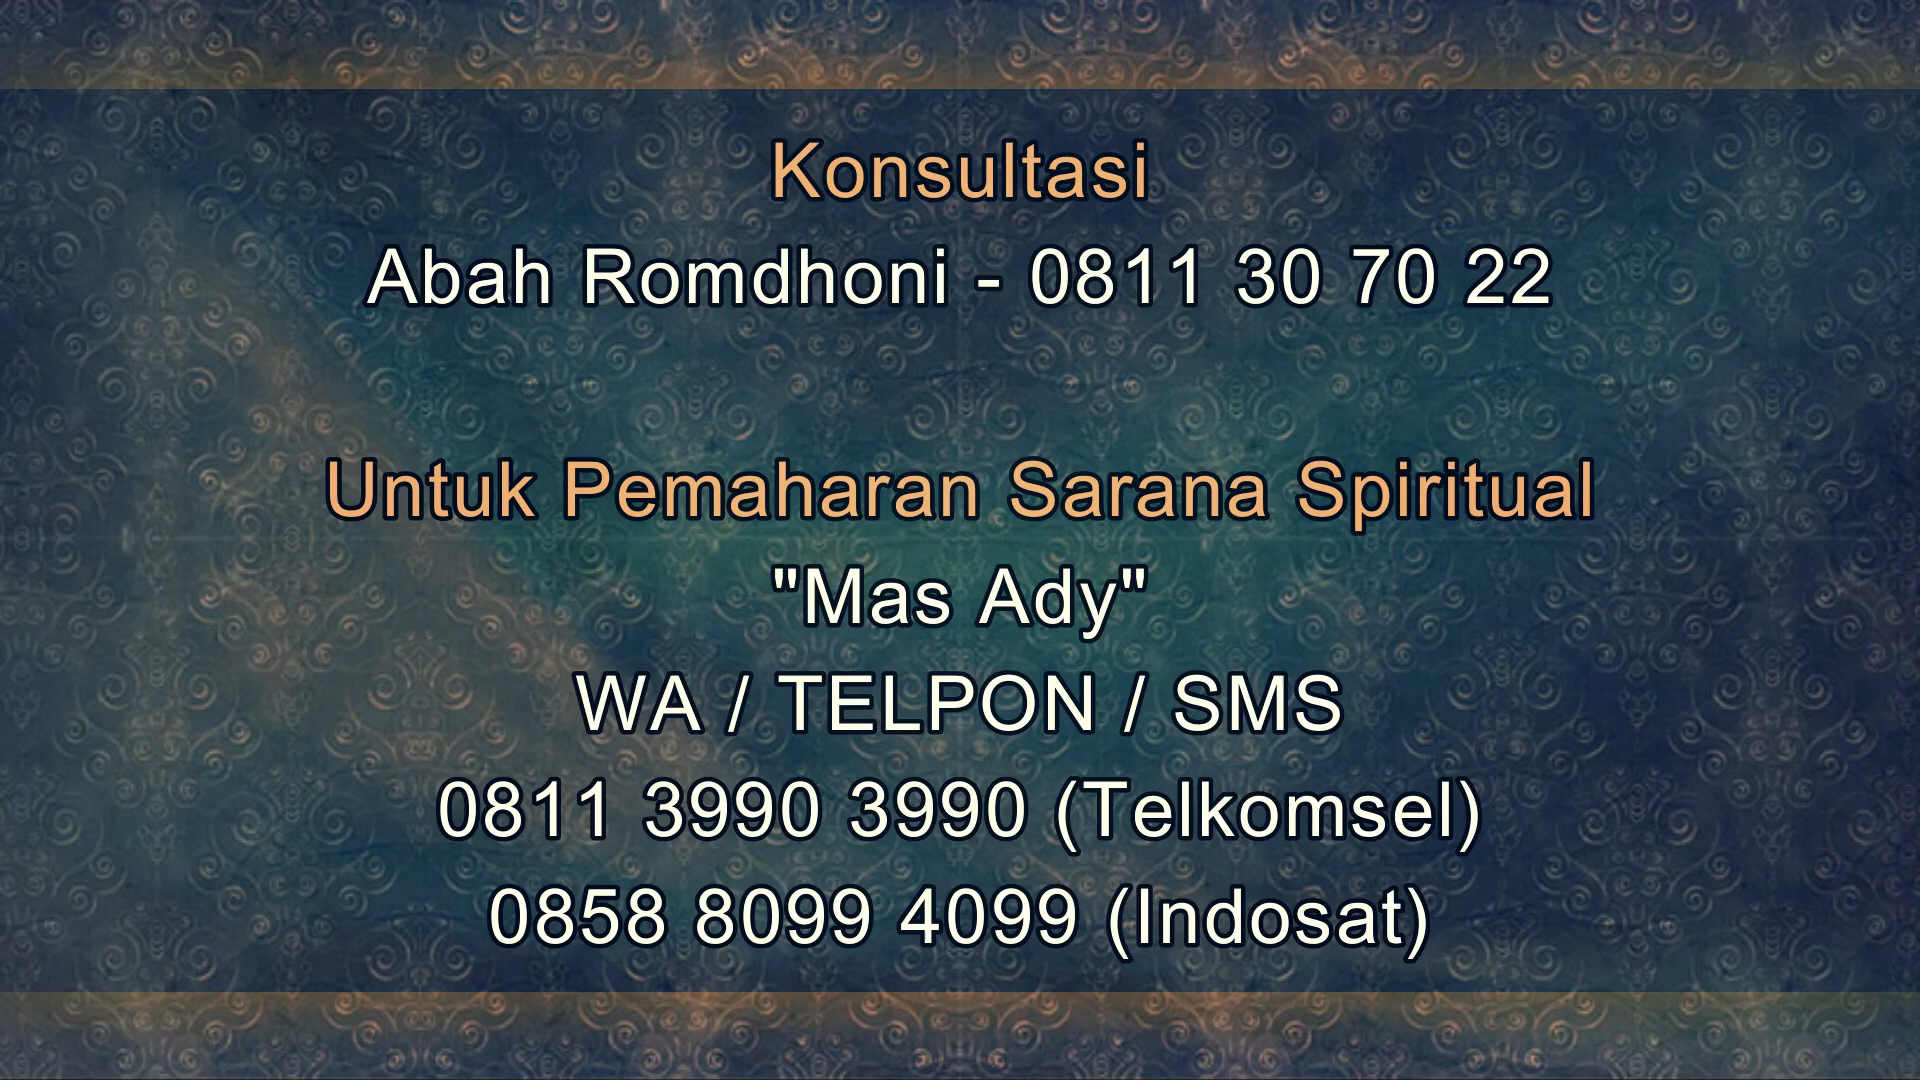 Konsultasi
Abah Romdhoni - 0811 30 70 22
Untuk Pemaharan Sarana Spiritual
"Mas Ady"
WA / TELPON / SMS
0811 3990 3990 (Telkomsel)
0858 8099 4099 (Indosat)